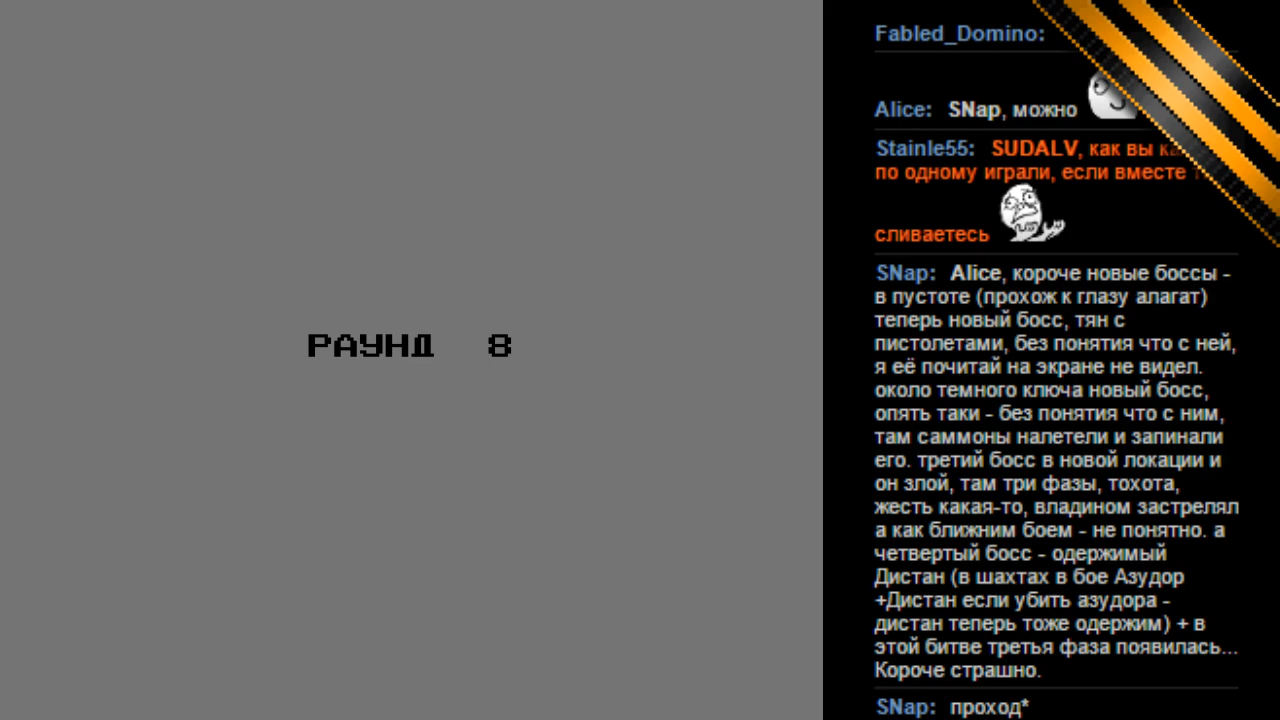 РАУНД 8
Fabled_Domino:
Alice: SNap, можно
Stainle55: SUDALV, как вы
по одному играли, если вместе
сливаетесь
SNap: Alice, короче новые боссы -
в пустоте (прохож к глазу алагат)
теперь новый босс, тян с
пистолетами, без понятия что с ней,
я её почитай на экране не видел.
около темного ключа новый босс,
опять таки - без понятия что с ним,
там саммоны налетели и запинали
его. третий босс в новой локации и
он злой, там три фазы, тохота,
жесть какая-то, владином застрелял
а как ближним боем - не понятно. а
четвертый босс - одержимый
Дистан (в шахтах в бое Азудор
+Дистан если убить азудора -
дистан теперь тоже одержим) + в
этой битве третья фаза появилась...
Короче страшно.
SNap: проход*